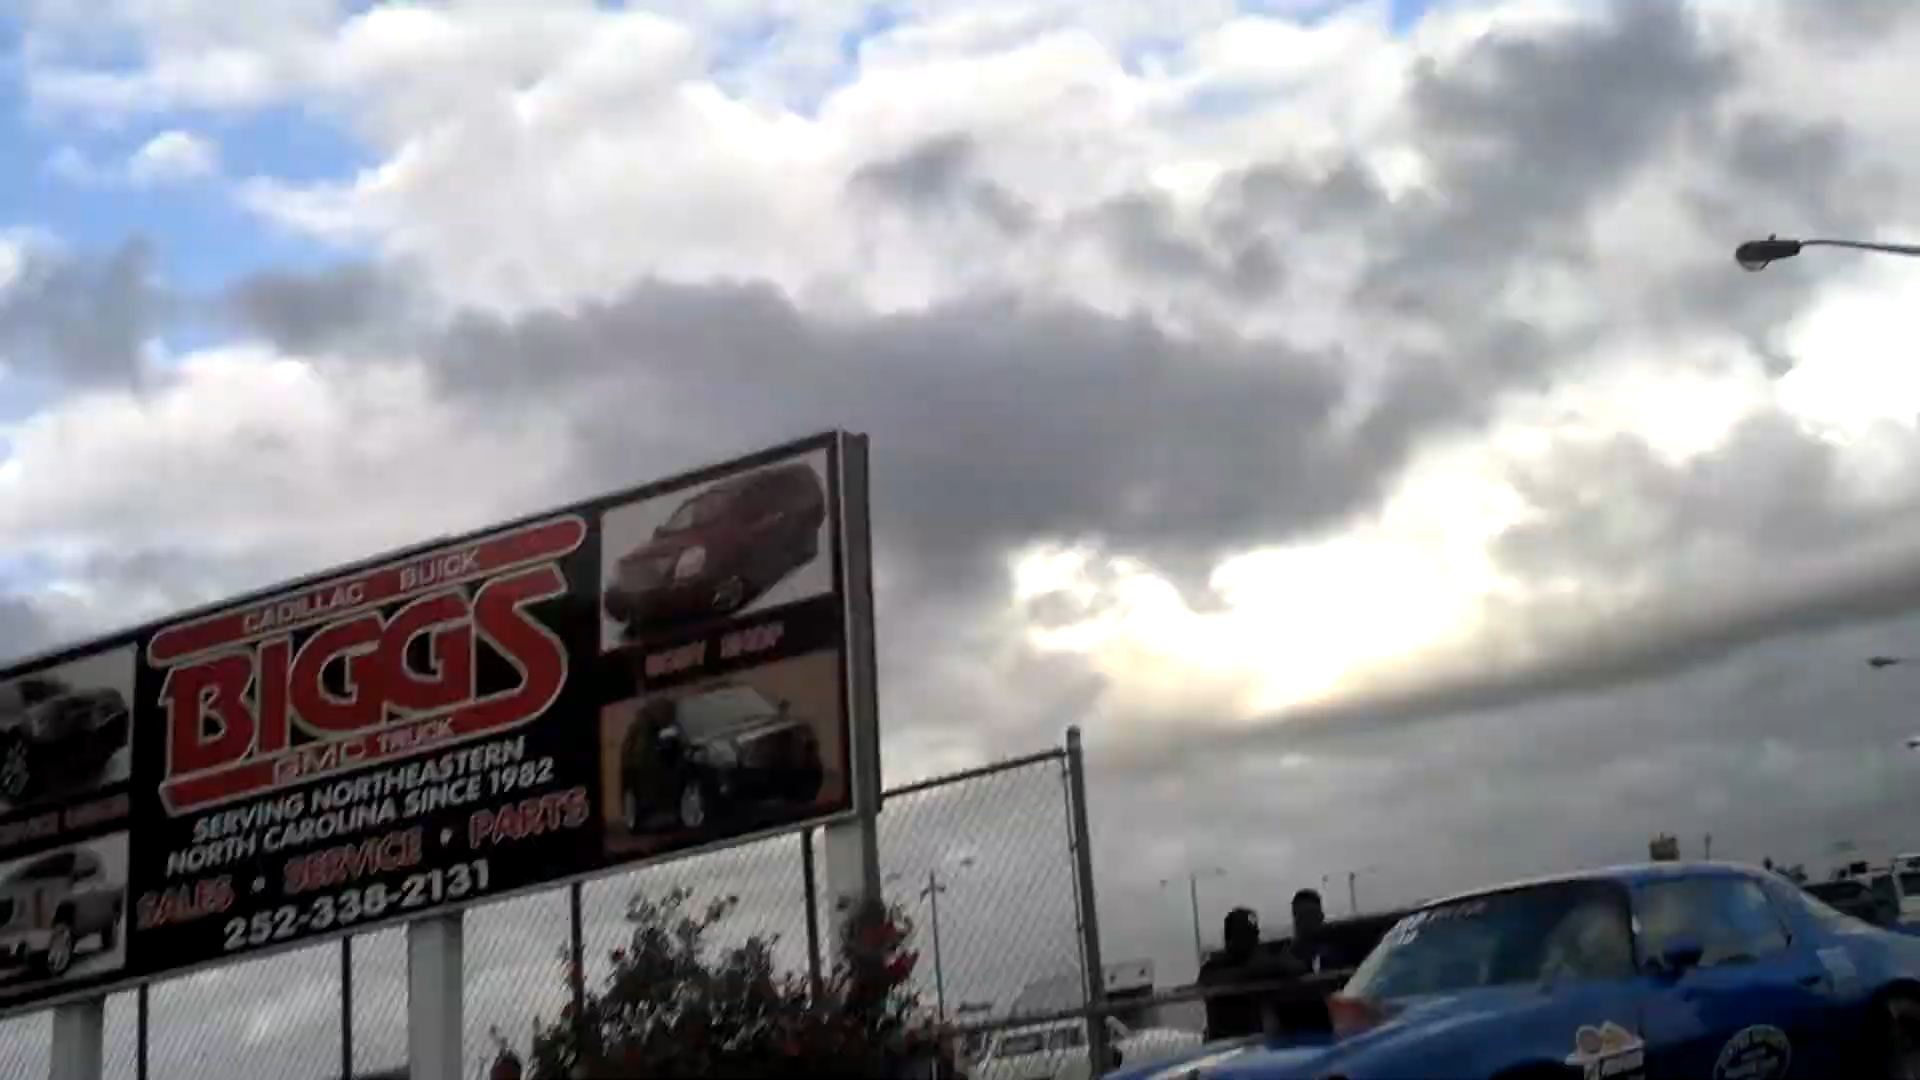 CADILLAC BUICK
BIGGS
GMC TRUCK
SERVING NORTHEASTERN
NORTH CAROLINA SINCE 1982
SALES • SERVICE • PARTS
252-338-2131
BODY SHOP